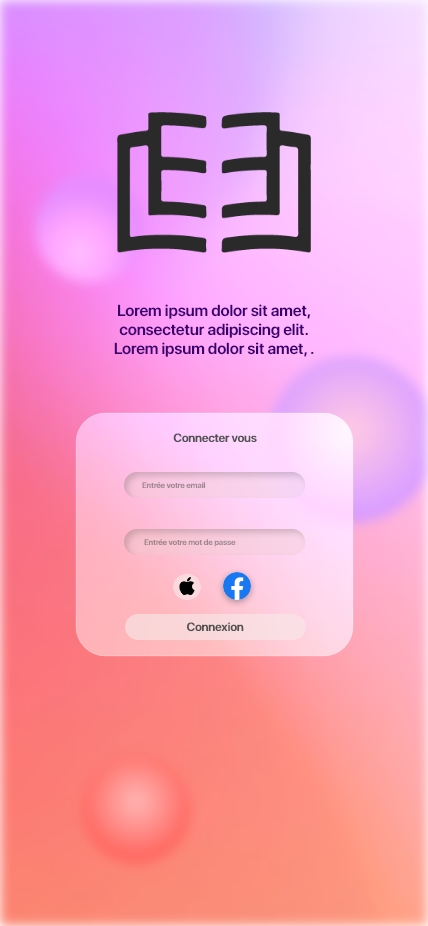 Lorem ipsum dolor sit amet,
consectetur adipiscing elit.
Lorem ipsum dolor sit amet, .
Connecter vous
Entrée votre email
Entrée votre mot de passe
Connexion